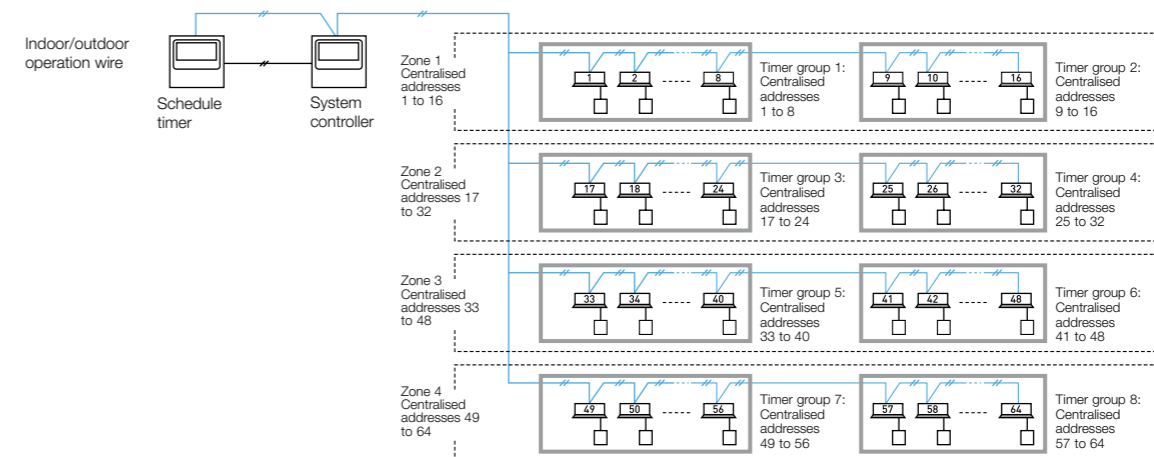 Indoor/outdoor
operation wire
Schedule
timer
System
controller
Zone 1
Centralised
addresses
1 to 16
1
2
8
Timer group 1:
Centralised
addresses
1 to 8
9
10
16
Timer group 2:
Centralised
addresses
9 to 16
Zone 2
Centralised
addresses 17
to 32
17
18
24
Timer group 3:
Centralised
addresses
17 to 24
25
26
32
Timer group 4:
Centralised
addresses
25 to 32
Zone 3
Centralised
addresses 33
to 48
33
34
40
Timer group 5:
Centralised
addresses
33 to 40
41
42
48
Timer group 6:
Centralised
addresses
41 to 48
Zone 4
Centralised
addresses 49
to 64
49
50
56
Timer group 7:
Centralised
addresses
49 to 56
57
58
64
Timer group 8:
Centralised
addresses
57 to 64